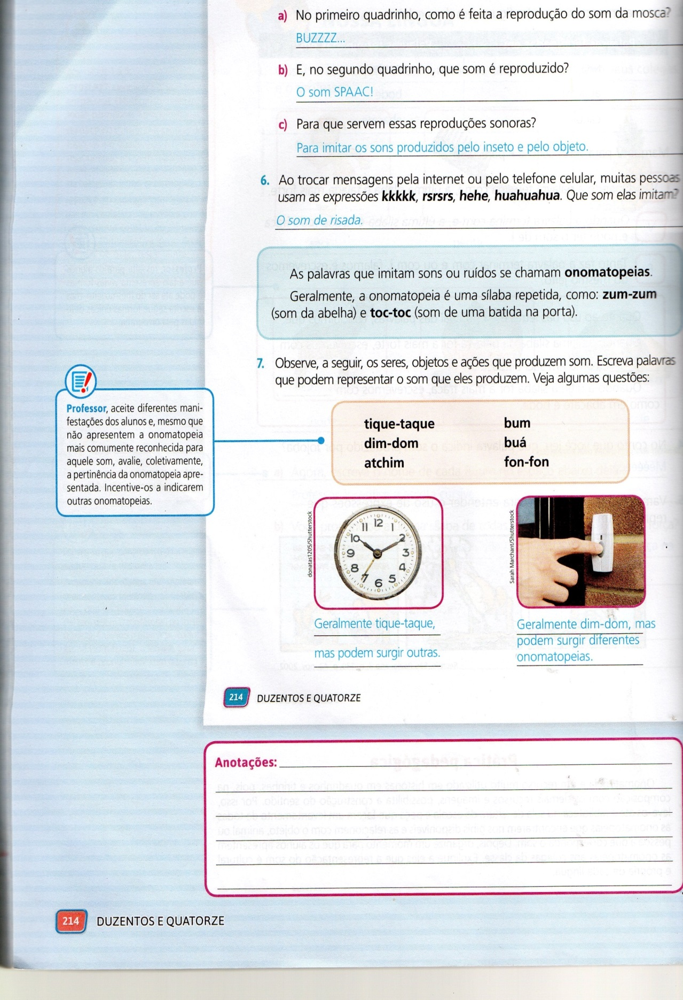 a) No primeiro quadrinho, como é feita a reprodução do som da mosca?
BUZZZZ...
b) E, no segundo quadrinho, que som é reproduzido?
O som SPAAC!
c) Para que servem essas reproduções sonoras?
Para imitar os sons produzidos pelo inseto e pelo objeto.
6. Ao trocar mensagens pela internet ou pelo telefone celular, muitas pessoas
usam as expressões kkkkk, rsrsrs, hehe, huahuahua. Que som elas imitam?
O som de risada.
As palavras que imitam sons ou ruídos se chamam onomatopeias.
Geralmente, a onomatopeia é uma sílaba repetida, como: zum-zum
(som da abelha) e toc-toc (som de uma batida na porta).
7. Observe, a seguir, os seres, objetos e ações que produzem som. Escreva palavras
que podem representar o som que eles produzem. Veja algumas questões:
Professor, aceite diferentes mani-
festações dos alunos e, mesmo que
não apresentem a onomatopeia
mais comumente reconhecida para
aquele som, avalie, coletivamente,
a pertinência da onomatopeia apre-
sentada. Incentive-os a indicarem
outras onomatopeias.
tique-taque bum
dim-dom buá
atchim fon-fon
donatas1205/Shutterstock
12
11 1
10 2
9 3
8 4
7 6 5
Sarah Marchant/Shutterstock
Geralmente tique-taque,
mas podem surgir outras.
Geralmente dim-dom, mas
podem surgir diferentes
onomatopeias.
214 DUZENTOS E QUATORZE
Anotações:
214 DUZENTOS E QUATORZE